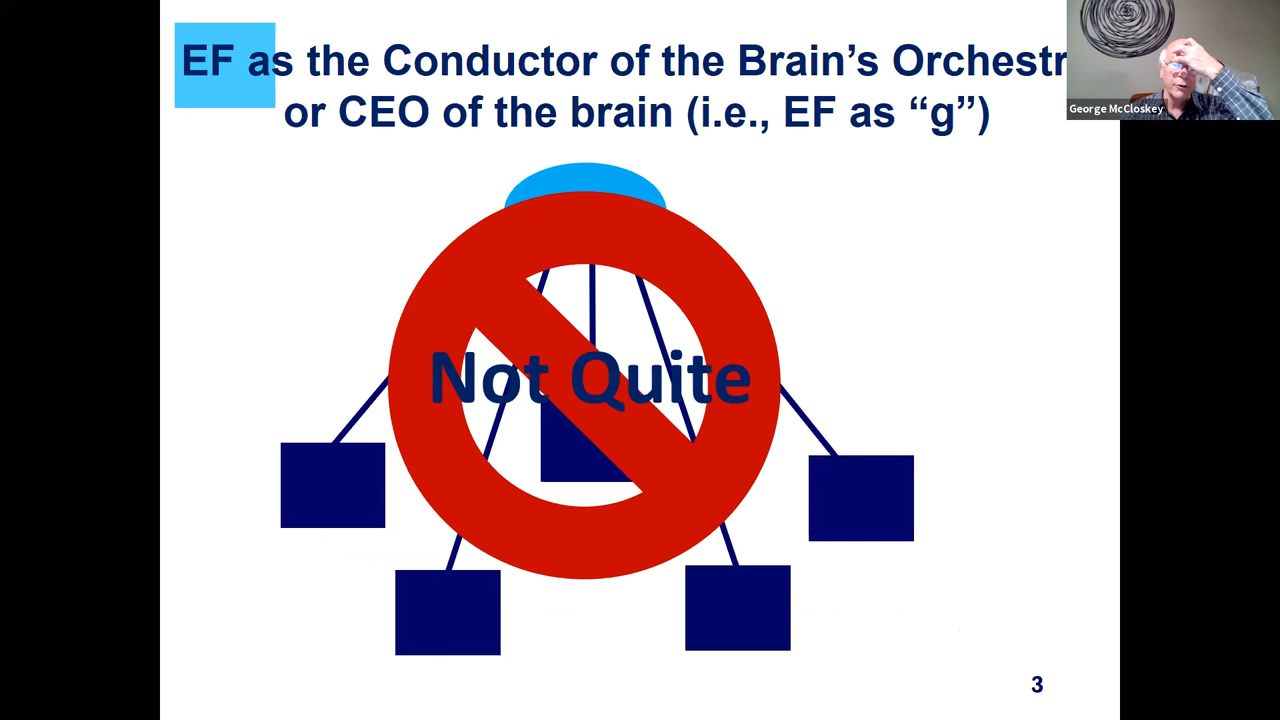 EF as the Conductor of the Brain’s Orchestr
or CEO of the brain (i.e., EF as “g”)
George McCloskey
Not Quite
3